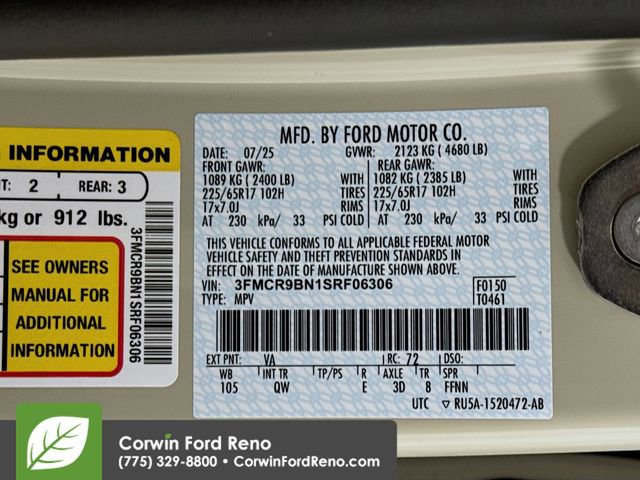 G INFORMATION
T: 2 REAR: 3
kg or 912 lbs.
SEE OWNERS
MANUAL FOR
ADDITIONAL
INFORMATION
3FMCR9BN1SRF06306
MFD. BY FORD MOTOR CO.
DATE: 07/25 GVWR: 2123 KG ( 4680 LB)
FRONT GAWR: REAR GAWR:
1089 KG ( 2400 LB) WITH 1082 KG ( 2385 LB) WITH
225/65R17 102H TIRES 225/65R17 102H TIRES
17x7.0J RIMS 17x7.0J RIMS
AT 230 kPa/ 33 PSI COLD AT 230 kPa/ 33 PSI COLD
THIS VEHICLE CONFORMS TO ALL APPLICABLE FEDERAL MOTOR
VEHICLE SAFETY AND THEFT PREVENTION STANDARDS IN
EFFECT ON THE DATE OF MANUFACTURE SHOWN ABOVE.
VIN: 3FMCR9BN1SRF06306 F0150
TYPE: MPV T0461
EXT PNT: VA RC: 72 DSO:
WB INT TR TP/PS R AXLE TR SPR
105 QW E 3D 8 FFNN
UTC ▽ RU5A-1520472-AB
Corwin Ford Reno
(775) 329-8800 • CorwinFordReno.com